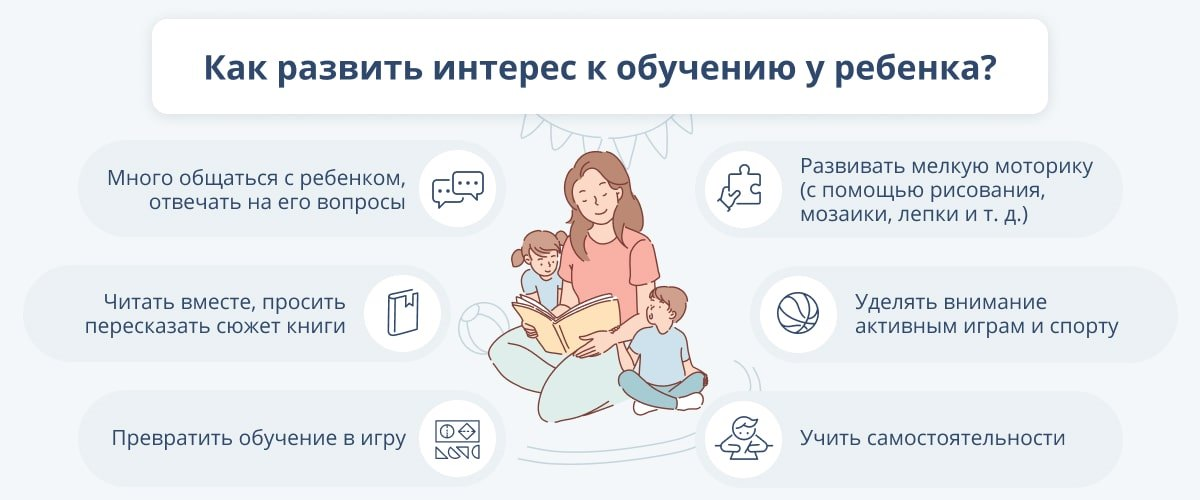 Как развить интерес к обучению у ребенка?
Много общаться с ребенком,
отвечать на его вопросы
Читать вместе, просить
пересказать сюжет книги
Превратить обучение в игру
Развивать мелкую моторику
(с помощью рисования,
мозаики, лепки и т. д.)
Уделять внимание
активным играм и спорту
Учить самостоятельности